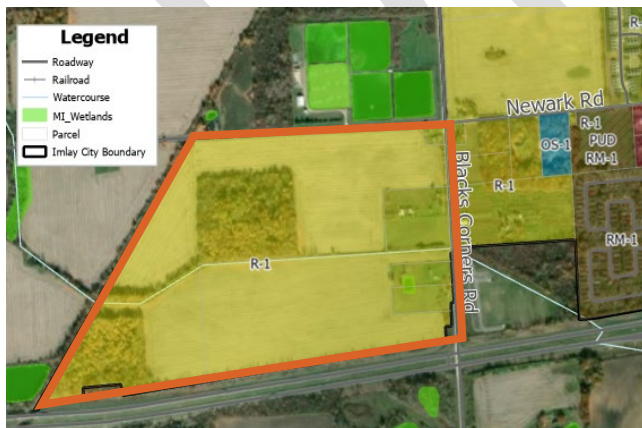 Legend
Roadway
Railroad
Watercourse
MI_Wetlands
Parcel
Imlay City Boundary
Newark Rd
R-
R-1
OS-1
PUD
RM-1
R-1
Blacks Corners Rd
R-1
RM-1